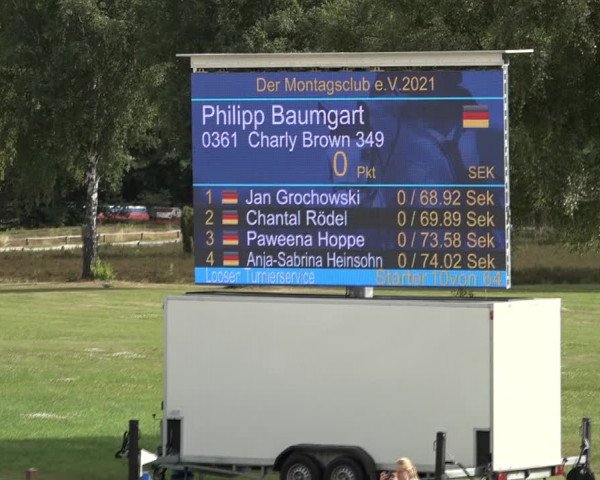 Der Montagsclub e.V.2021
Philipp Baumgart
0361 Charly Brown 349
0 Pkt SEK
1 Jan Grochowski 0 / 68.92 Sek
2 Chantal Rödel 0 / 69.89 Sek
3 Paweena Hoppe 0 / 73.58 Sek
4 Anja-Sabrina Heinsohn 0 / 74.02 Sek
Looser Turnierservice Starter 10von 64